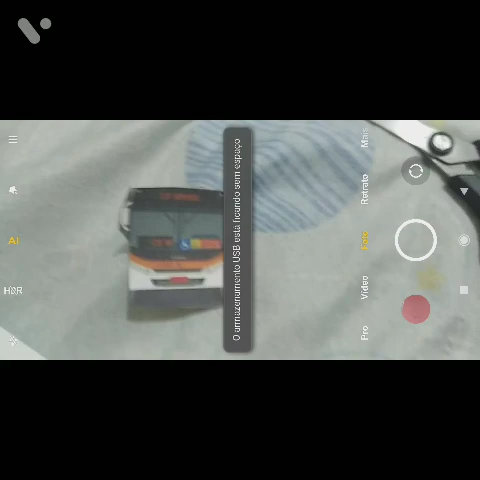 O armazenamento USB está ficando sem espaço
Mais
Retrato
Foto
Vídeo
Pro
AI
HDR